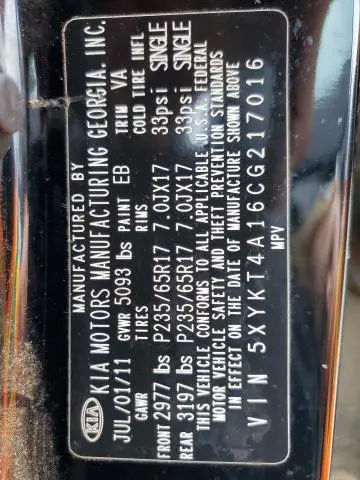 MANUFACTURED BY
KIA KIA MOTORS MANUFACTURING GEORGIA, INC.
JUL/01/11 GVWR 5093 lbs PAINT EB TRIM VA
GAWR TIRES RIMS COLD TIRE INFL
FRONT 2977 lbs P235/65R17 7.0JX17 33psi SINGLE
REAR 3197 lbs P235/65R17 7.0JX17 33psi SINGLE
THIS VEHICLE CONFORMS TO ALL APPLICABLE U.S.A. FEDERAL
MOTOR VEHICLE SAFETY AND THEFT PREVENTION STANDARDS
IN EFFECT ON THE DATE OF MANUFACTURE SHOWN ABOVE
VIN 5XYKT4A16CG217016
MPV